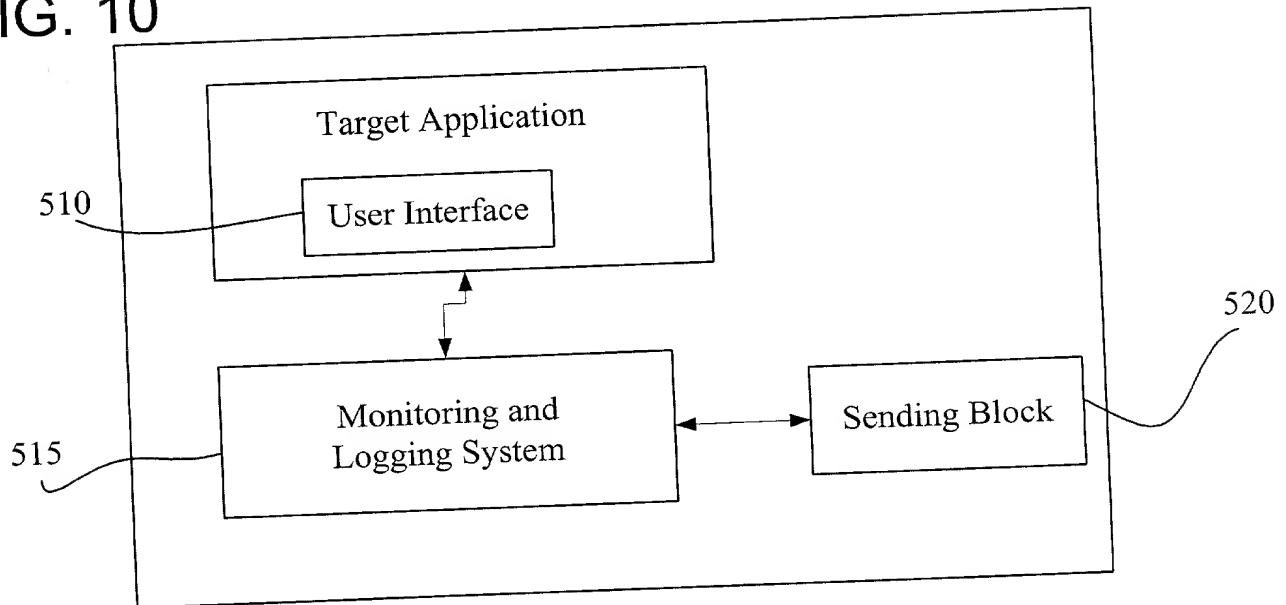 IG. 10
Target Application
510
User Interface
520
Monitoring and
Logging System
Sending Block
515